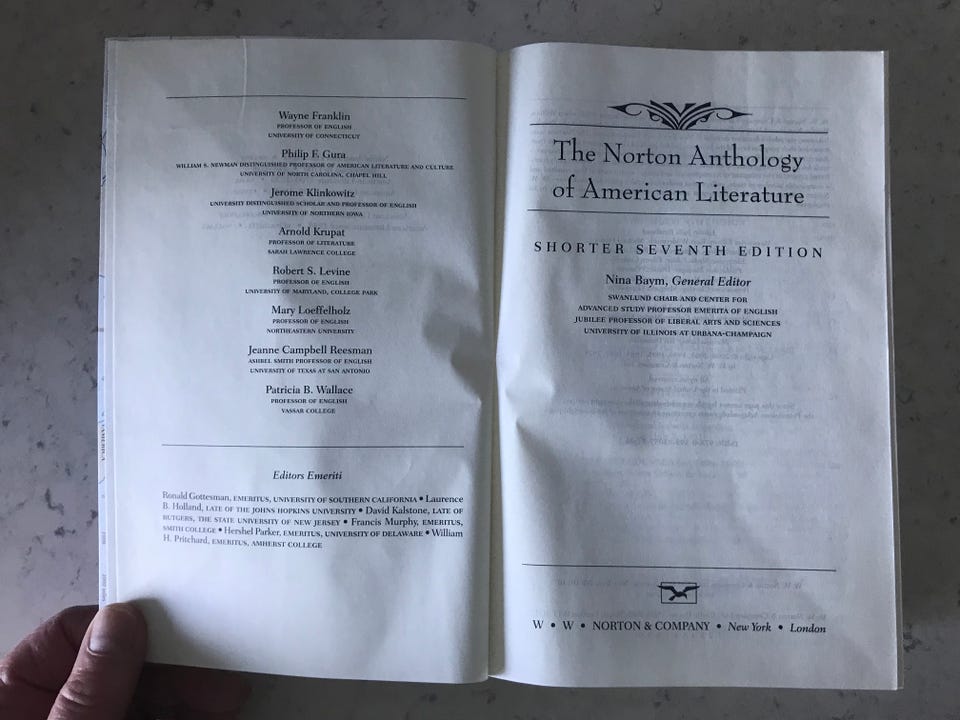 Wayne Franklin
PROFESSOR OF ENGLISH
UNIVERSITY OF CONNECTICUT
Philip F. Gura
WILLIAM S. NEWMAN DISTINGUISHED PROFESSOR OF AMERICAN LITERATURE AND CULTURE
UNIVERSITY OF NORTH CAROLINA, CHAPEL HILL
Jerome Klinkowitz
UNIVERSITY DISTINGUISHED SCHOLAR AND PROFESSOR OF ENGLISH
UNIVERSITY OF NORTHERN IOWA
Arnold Krupat
PROFESSOR OF LITERATURE
SARAH LAWRENCE COLLEGE
Robert S. Levine
PROFESSOR OF ENGLISH
UNIVERSITY OF MARYLAND, COLLEGE PARK
Mary Loeffelholz
PROFESSOR OF ENGLISH
NORTHEASTERN UNIVERSITY
Jeanne Campbell Reesman
ASHBEL SMITH PROFESSOR OF ENGLISH
UNIVERSITY OF TEXAS AT SAN ANTONIO
Patricia B. Wallace
PROFESSOR OF ENGLISH
VASSAR COLLEGE
Editors Emeriti
Ronald Gottesman, EMERITUS, UNIVERSITY OF SOUTHERN CALIFORNIA • Laurence
B. Holland, LATE OF THE JOHNS HOPKINS UNIVERSITY • David Kalstone, LATE OF
RUTGERS, THE STATE UNIVERSITY OF NEW JERSEY • Francis Murphy, EMERITUS,
SMITH COLLEGE • Hershel Parker, EMERITUS, UNIVERSITY OF DELAWARE • William
H. Pritchard, EMERITUS, AMHERST COLLEGE
The Norton Anthology
of American Literature
SHORTER SEVENTH EDITION
Nina Baym, General Editor
SWANLUND CHAIR AND CENTER FOR
ADVANCED STUDY PROFESSOR EMERITA OF ENGLISH
JUBILEE PROFESSOR OF LIBERAL ARTS AND SCIENCES
UNIVERSITY OF ILLINOIS AT URBANA-CHAMPAIGN
W • W • NORTON & COMPANY • New York • London